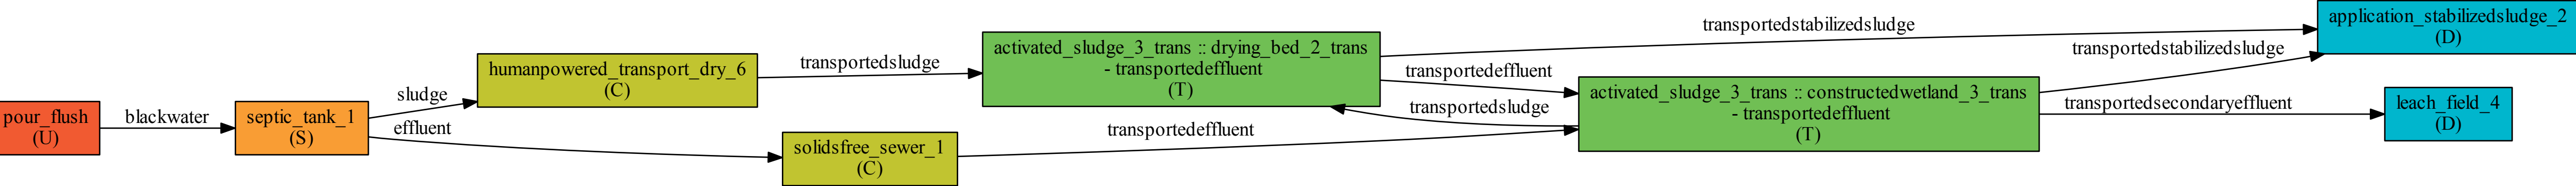 pour_flush
(U)
blackwater
septic_tank_1
(S)
sludge
effluent
humanpowered_transport_dry_6
(C)
solidsfree_sewer_1
(C)
transportedsludge
transportedeffluent
activated_sludge_3_trans :: drying_bed_2_trans
- transportedeffluent
(T)
transportedeffluent
transportedsludge
activated_sludge_3_trans :: constructedwetland_3_trans
- transportedeffluent
(T)
transportedstabilizedsludge
transportedstabilizedsludge
transportedsecondaryeffluent
application_stabilizedsludge_2
(D)
leach_field_4
(D)